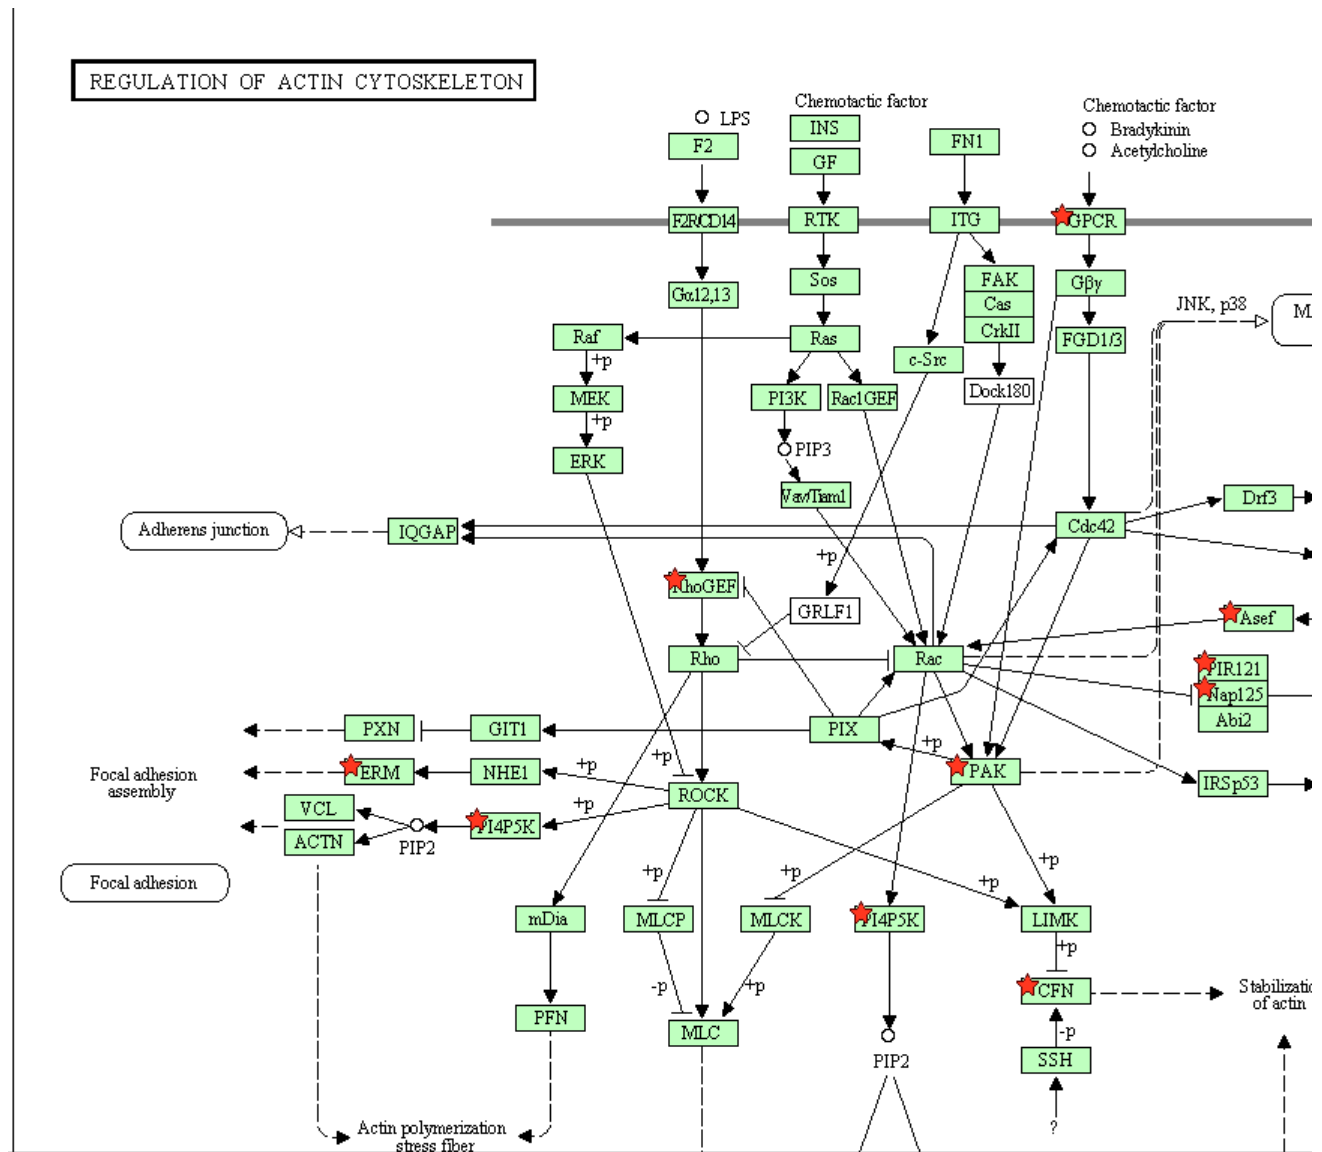 REGULATION OF ACTIN CYTOSKELETON
Chemotactic factor
Chemotactic factor
LPS
INS
Bradykinin
F2
GF
FN1
Acetylcholine
F2R/CD14
RTK
ITG
GPCR
Gα12,13
Sos
FAK
Gβγ
Cas
JNK, p38
Raf
Ras
CrkII
FGD1/3
+p
c-Src
MEK
PI3K
Rac1GEF
Dock180
+p
PIP3
ERK
Vav/Tiam1
Drf3
Adherens junction
IQGAP
Cdc42
+p
RhoGEF
GRLF1
Asef
Rho
Rac
PIR121
Nap125
Abi2
PXN
GIT1
PIX
+p
+p
Focal adhesion
assembly
ERM
NHE1
+p
PAK
IRSp53
ROCK
VCL
+p
PI4P5K
ACTN
PIP2
Focal adhesion
+p
+p
+p
+p
mDia
MLCP
MLCK
PI4P5K
LIMK
+p
-p
+p
CFN
Stabilizatio
of actin
PFN
MLC
-p
PIP2
SSH
?
Actin polymerization
stress fiber